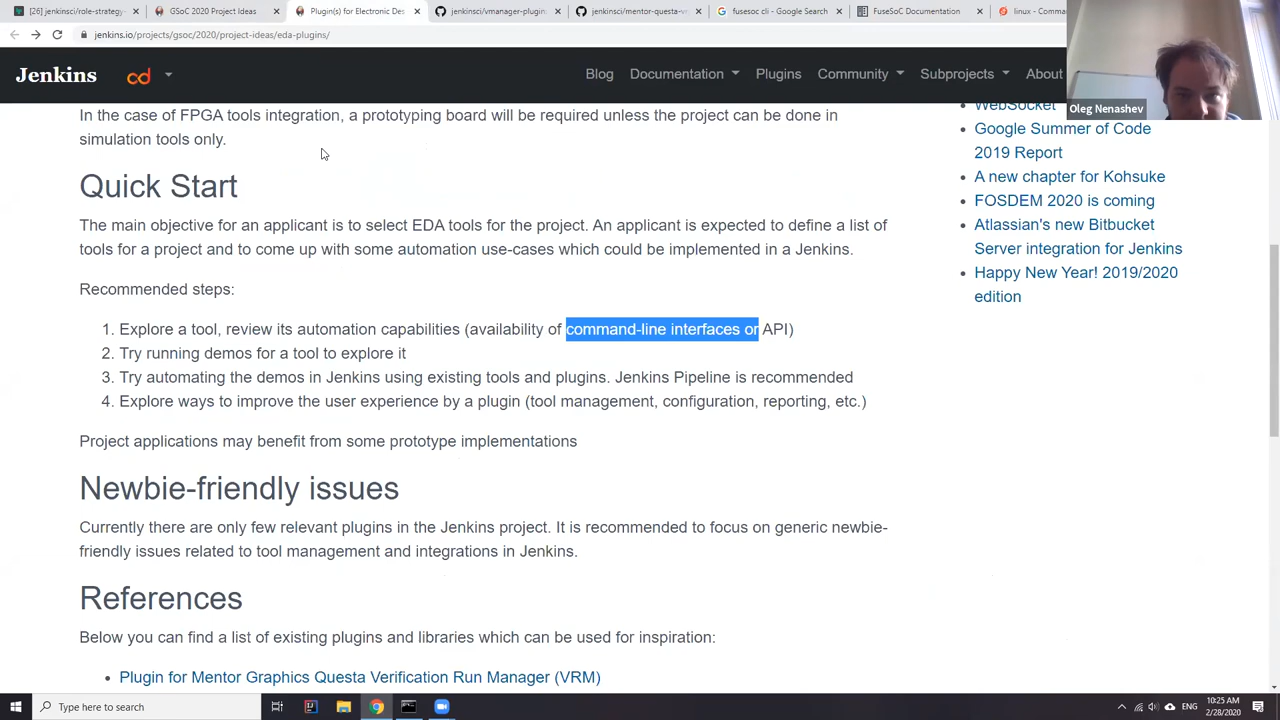 [25] jenkinsci/role-strategy-
GSoC 2020 Project Ideas
Plugin(s) for Electronic Des
jenkinsci/vmanager-plugin
jenkinsci/mentor-questa-v
fusesoc cli - Google Search
FuseSoC Documentation
linux - Comma
jenkins.io/projects/gsoc/2020/project-ideas/eda-plugins/
Jenkins
cd
Blog Documentation Plugins Community Subprojects About
Oleg Nenashev
In the case of FPGA tools integration, a prototyping board will be required unless the project can be done in
simulation tools only.
Quick Start
The main objective for an applicant is to select EDA tools for the project. An applicant is expected to define a list of
tools for a project and to come up with some automation use-cases which could be implemented in a Jenkins.
Recommended steps:
1. Explore a tool, review its automation capabilities (availability of command-line interfaces or API)
2. Try running demos for a tool to explore it
3. Try automating the demos in Jenkins using existing tools and plugins. Jenkins Pipeline is recommended
4. Explore ways to improve the user experience by a plugin (tool management, configuration, reporting, etc.)
Project applications may benefit from some prototype implementations
Newbie-friendly issues
Currently there are only few relevant plugins in the Jenkins project. It is recommended to focus on generic newbie-
friendly issues related to tool management and integrations in Jenkins.
References
Below you can find a list of existing plugins and libraries which can be used for inspiration:
• Plugin for Mentor Graphics Questa Verification Run Manager (VRM)
WebSocket
• Google Summer of Code
2019 Report
• A new chapter for Kohsuke
• FOSDEM 2020 is coming
• Atlassian's new Bitbucket
Server integration for Jenkins
• Happy New Year! 2019/2020
edition
Type here to search
ENG
10:25 AM
2/28/2020